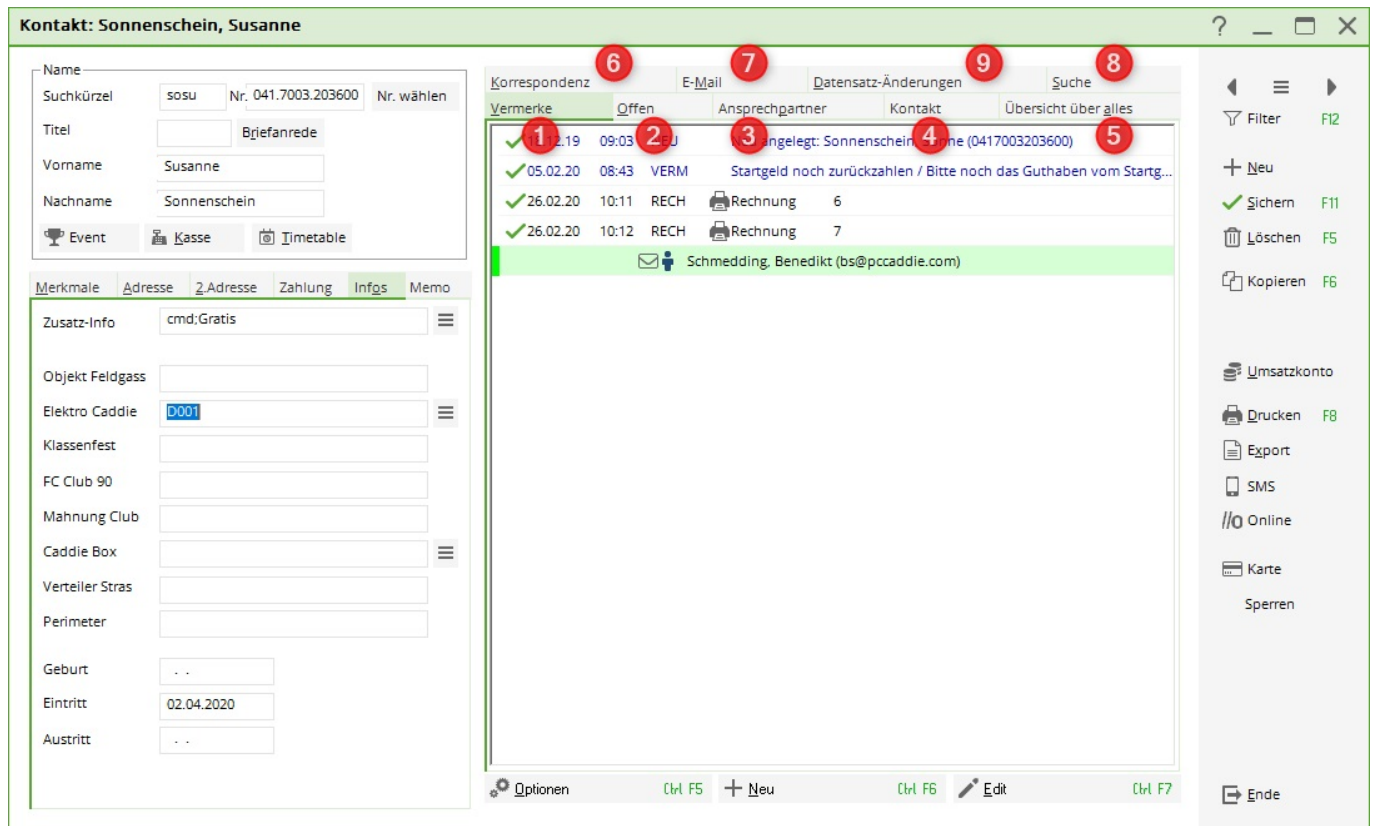 Kontakt: Sonnenschein, Susanne
Name
Suchkürzel sosu Nr. 041.7003.203600 Nr. wählen
Titel Briefanrede
Vorname Susanne
Nachname Sonnenschein
Event Kasse Timetable
Merkmale Adresse 2.Adresse Zahlung Infos Memo
Zusatz-Info cmd;Gratis
Objekt Feldgass
Elektro Caddie D001
Klassenfest
FC Club 90
Mahnung Club
Caddie Box
Verteiler Stras
Perimeter
Geburt . .
Eintritt 02.04.2020
Austritt . .
6 7 9 8
Korrespondenz E-Mail Datensatz-Änderungen Suche
Vermerke Offen Ansprechpartner Kontakt Übersicht über alles
1 2 3 4 5
12.19 09:03 angelegt: Sonnenschein, (0417003203600)
05.02.20 08:43 VERM Startgeld noch zurückzahlen / Bitte noch das Guthaben vom Startg...
26.02.20 10:11 RECH Rechnung 6
26.02.20 10:12 RECH Rechnung 7
Schmedding, Benedikt (bs@pccaddie.com)
Optionen Ctrl F5 Neu Ctrl F6 Edit Ctrl F7
?
Filter F12
Neu
Sichern F11
Löschen F5
Kopieren F6
Umsatzkonto
Drucken F8
Export
SMS
Online
Karte
Sperren
Ende